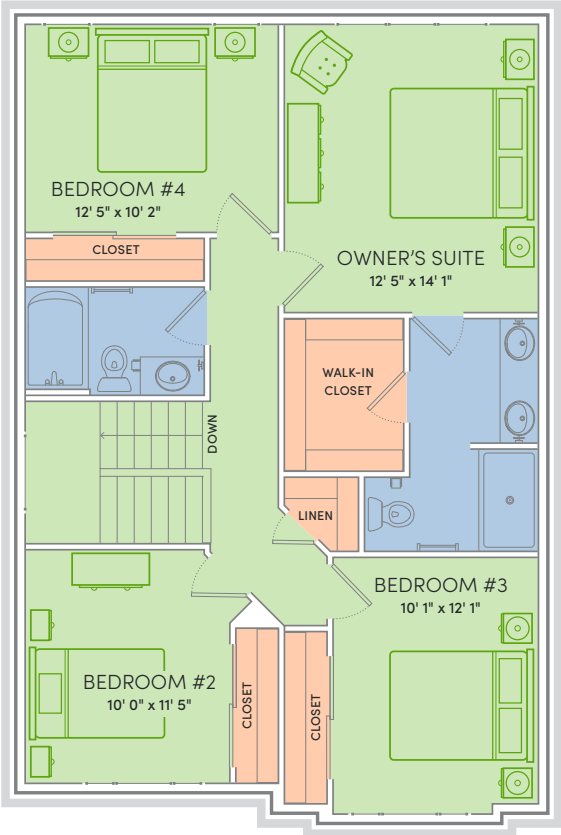 BEDROOM #4
12' 5" x 10' 2"
CLOSET
OWNER’S SUITE
12' 5" x 14' 1"
WALK-IN
CLOSET
DOWN
LINEN
BEDROOM #3
10' 1" x 12' 1"
BEDROOM #2
10' 0" x 11' 5"
CLOSET
CLOSET